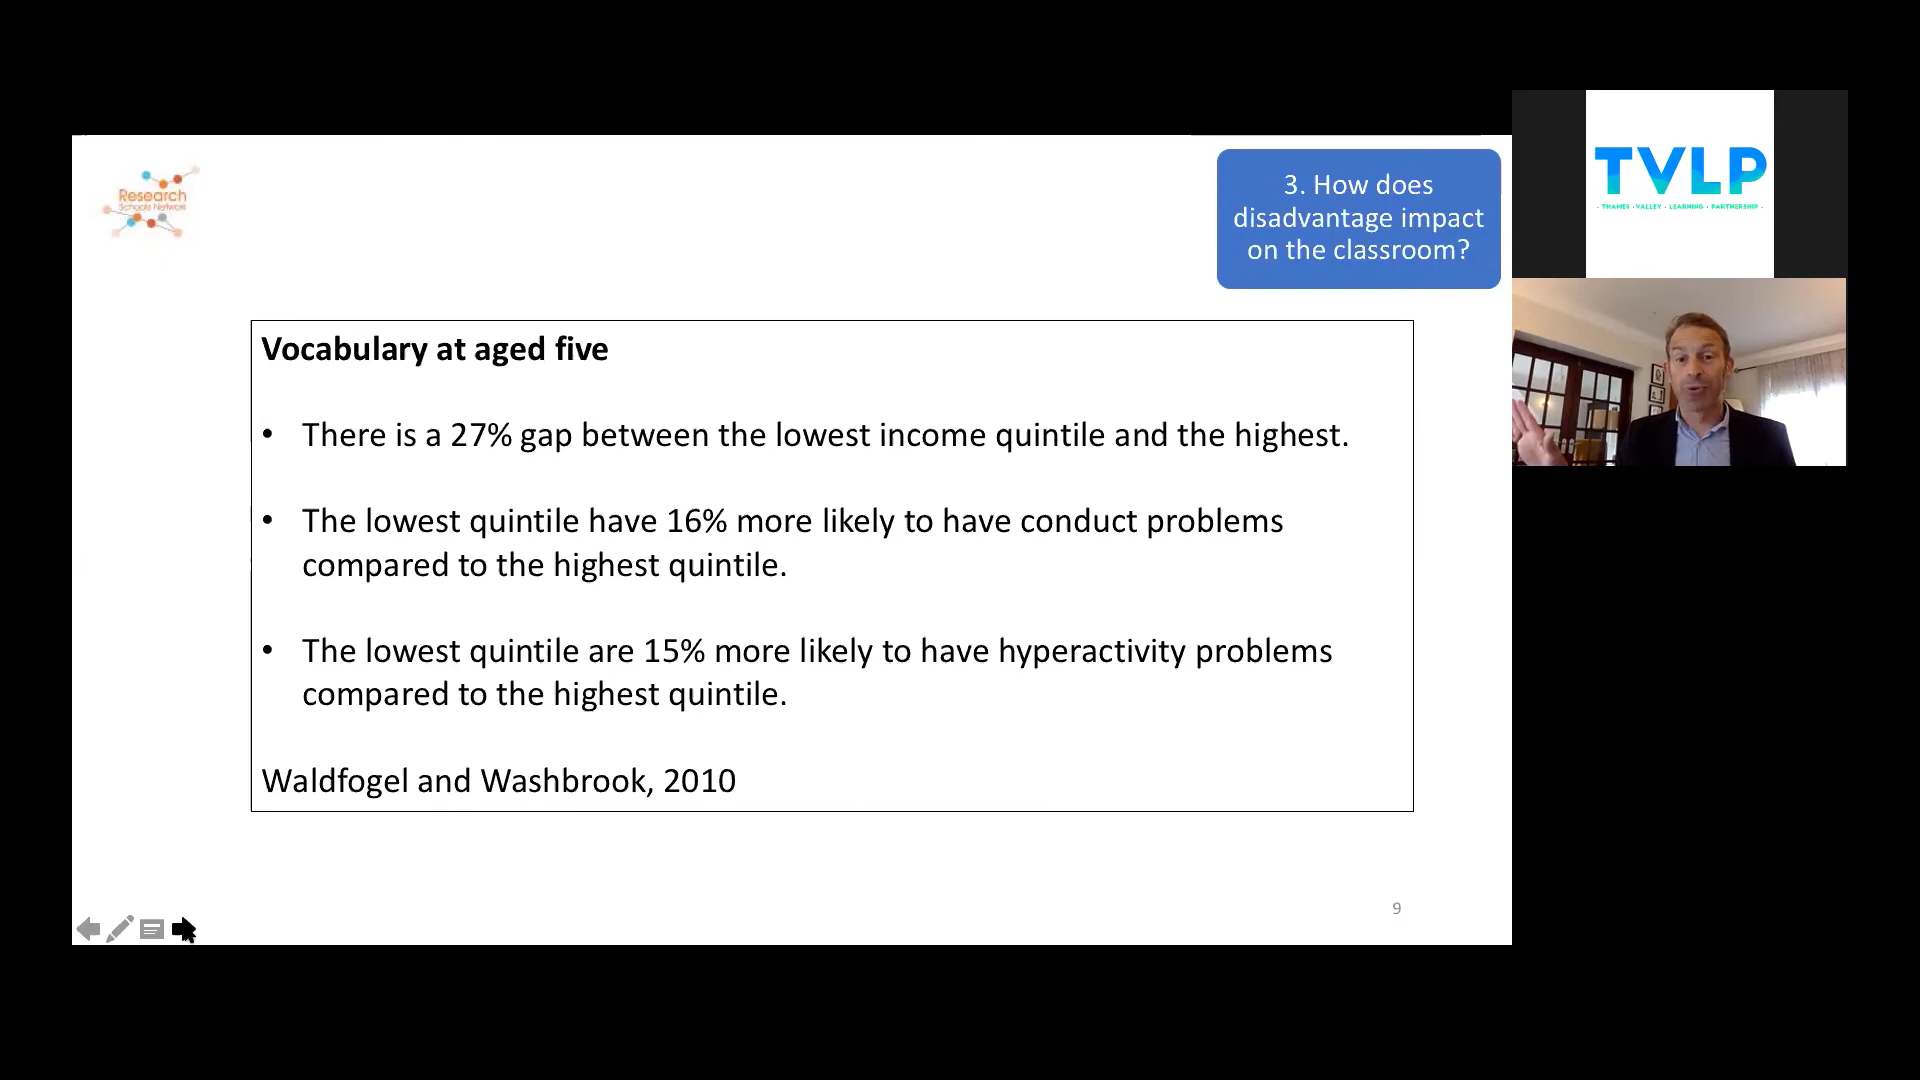 Research
Schools Network
3. How does
disadvantage impact
on the classroom?
TVLP
- THAMES - VALLEY - LEARNING - PARTNERSHIP -
Vocabulary at aged five
• There is a 27% gap between the lowest income quintile and the highest.
• The lowest quintile have 16% more likely to have conduct problems
compared to the highest quintile.
• The lowest quintile are 15% more likely to have hyperactivity problems
compared to the highest quintile.
Waldfogel and Washbrook, 2010
9